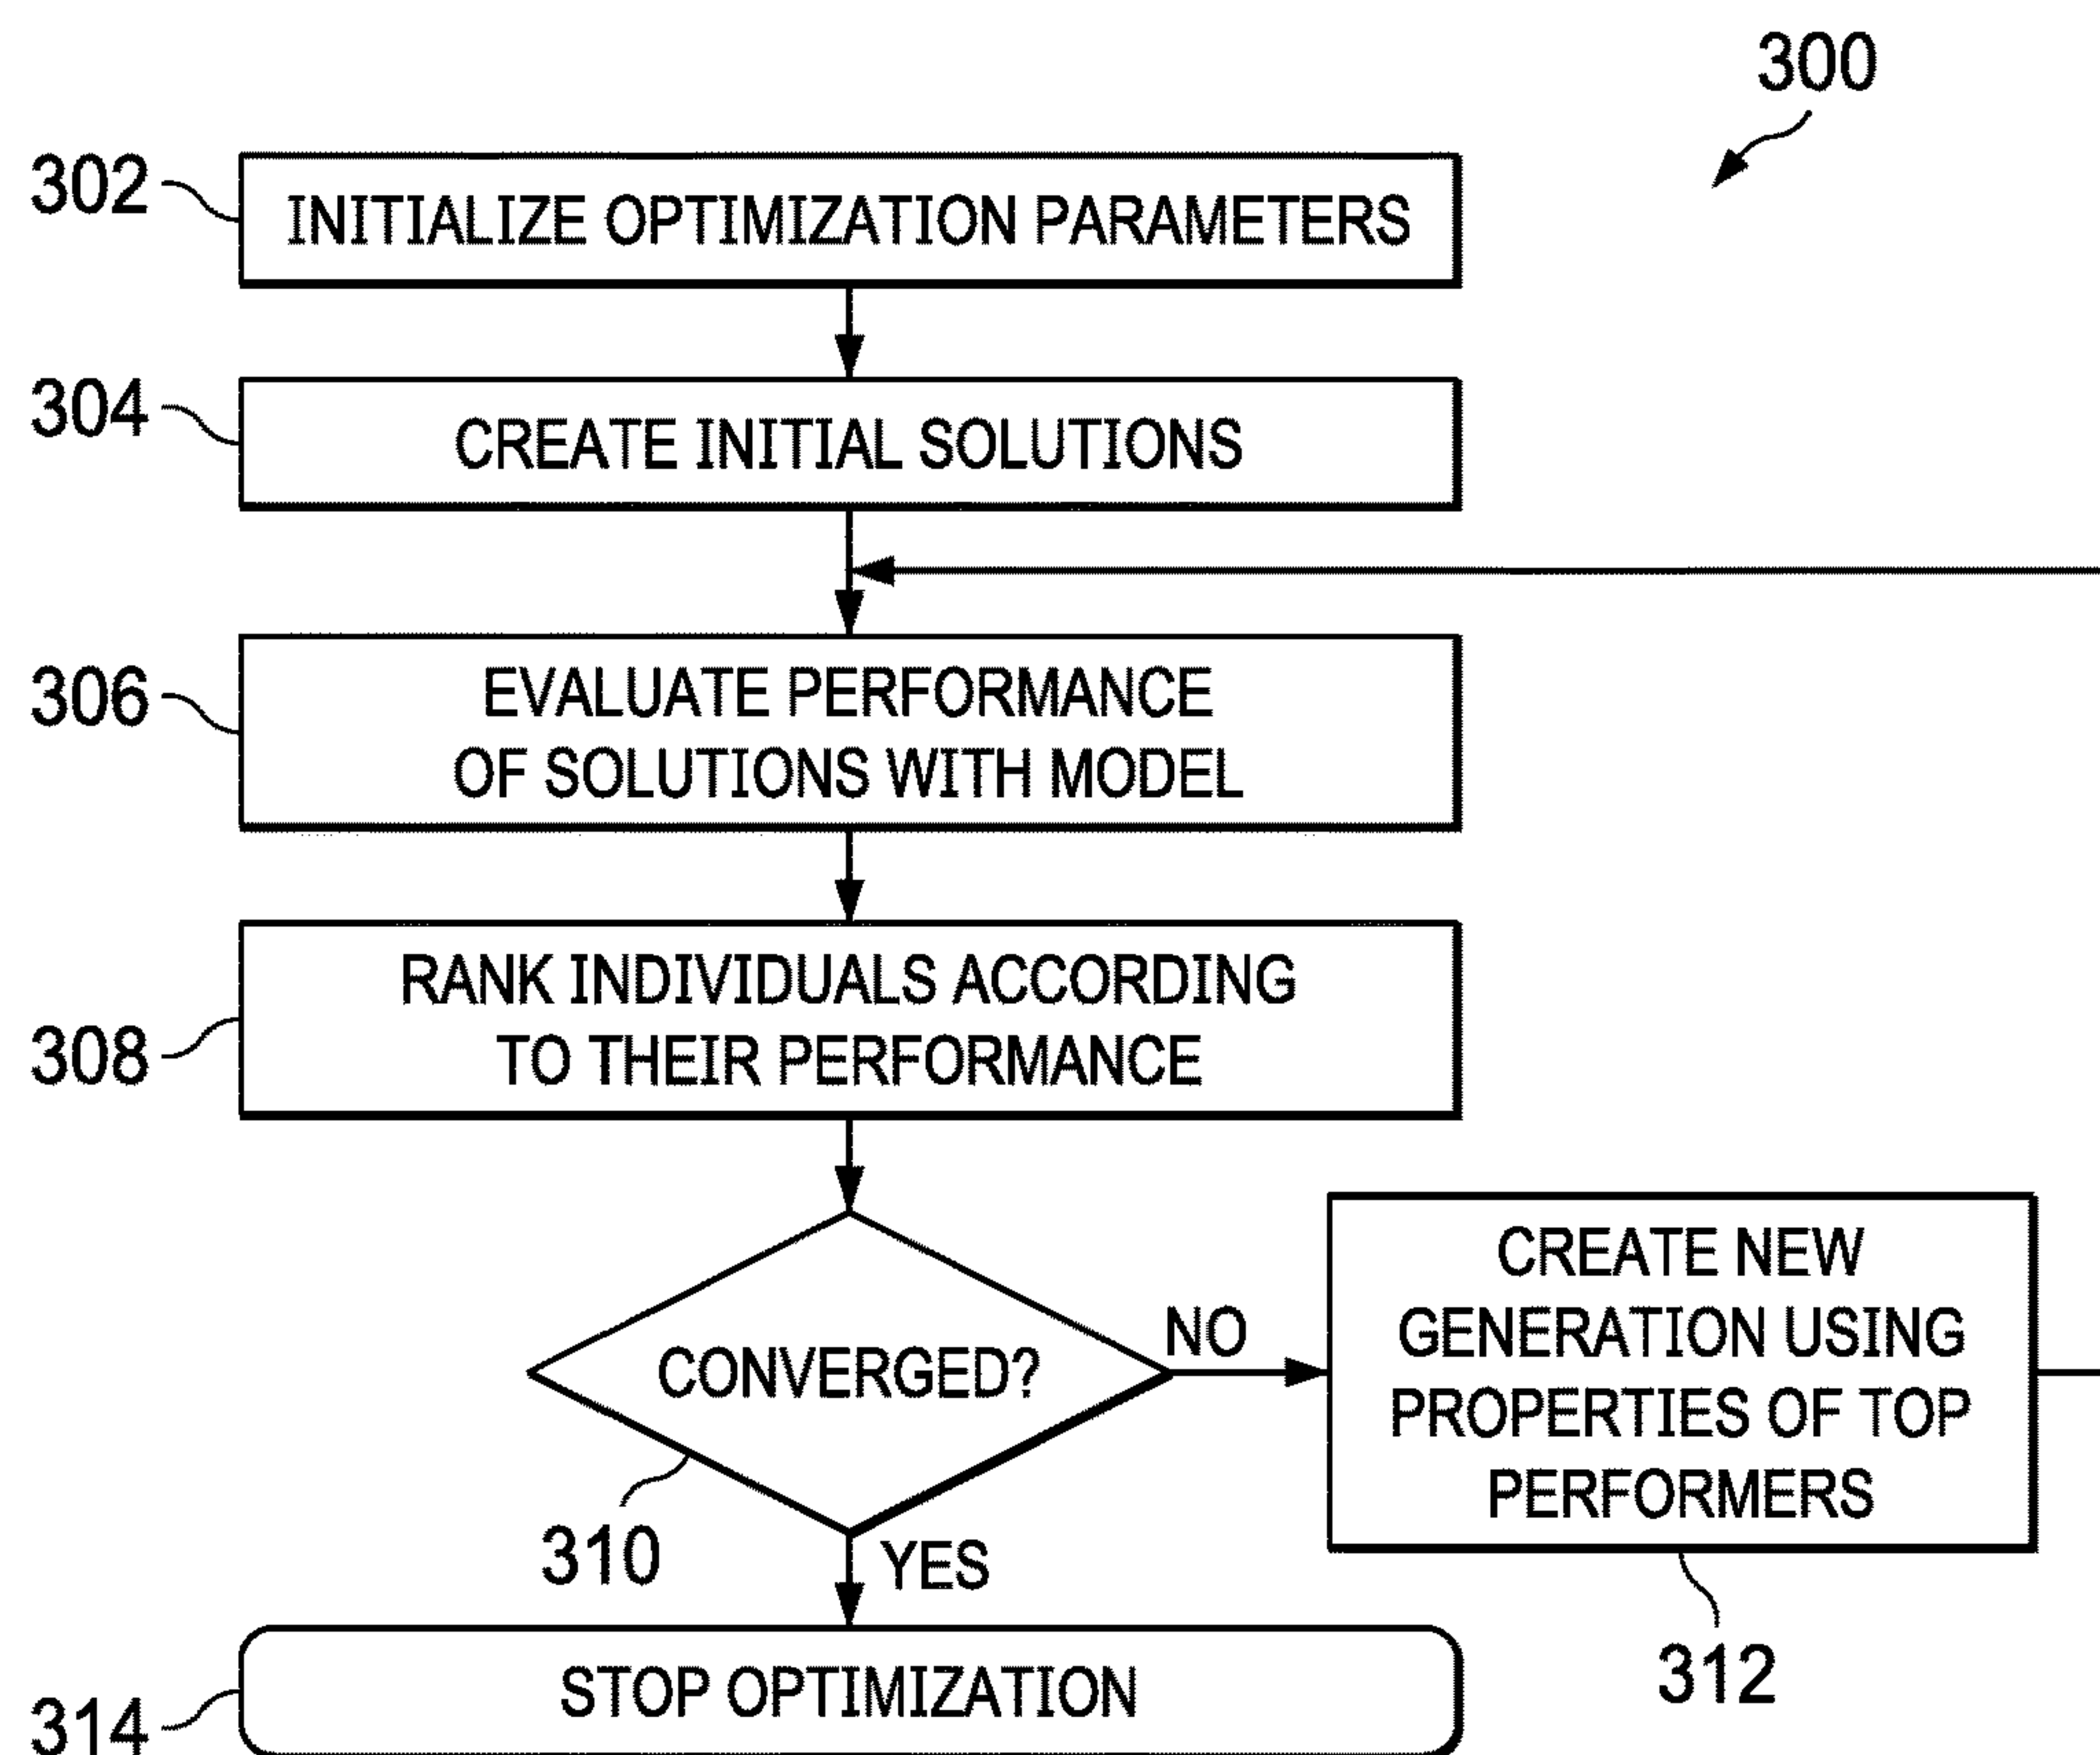 300
302
INITIALIZE OPTIMIZATION PARAMETERS
304
CREATE INITIAL SOLUTIONS
306
EVALUATE PERFORMANCE
OF SOLUTIONS WITH MODEL
308
RANK INDIVIDUALS ACCORDING
TO THEIR PERFORMANCE
CONVERGED?
NO
CREATE NEW
GENERATION USING
PROPERTIES OF TOP
PERFORMERS
310
YES
312
314
STOP OPTIMIZATION